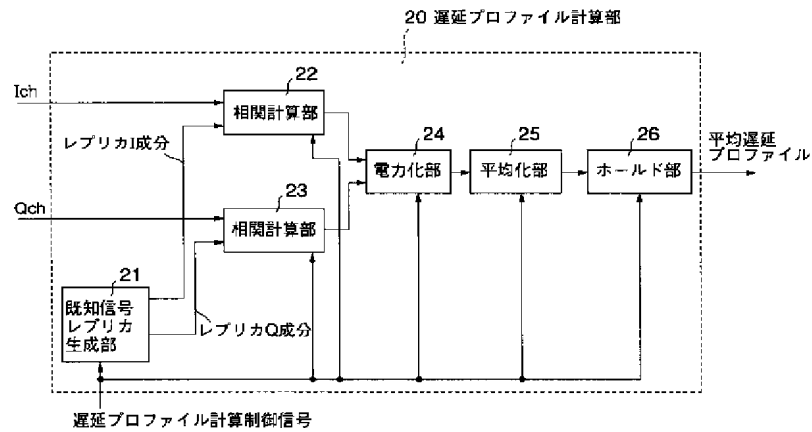 20 遅延プロファイル計算部
Ich
22
相関計算部
レプリカI成分
24
電力化部
25
平均化部
26
ホールド部
平均遅延
プロファイル
Qch
23
相関計算部
21
既知信号
レプリカ
生成部
レプリカQ成分
遅延プロファイル計算制御信号